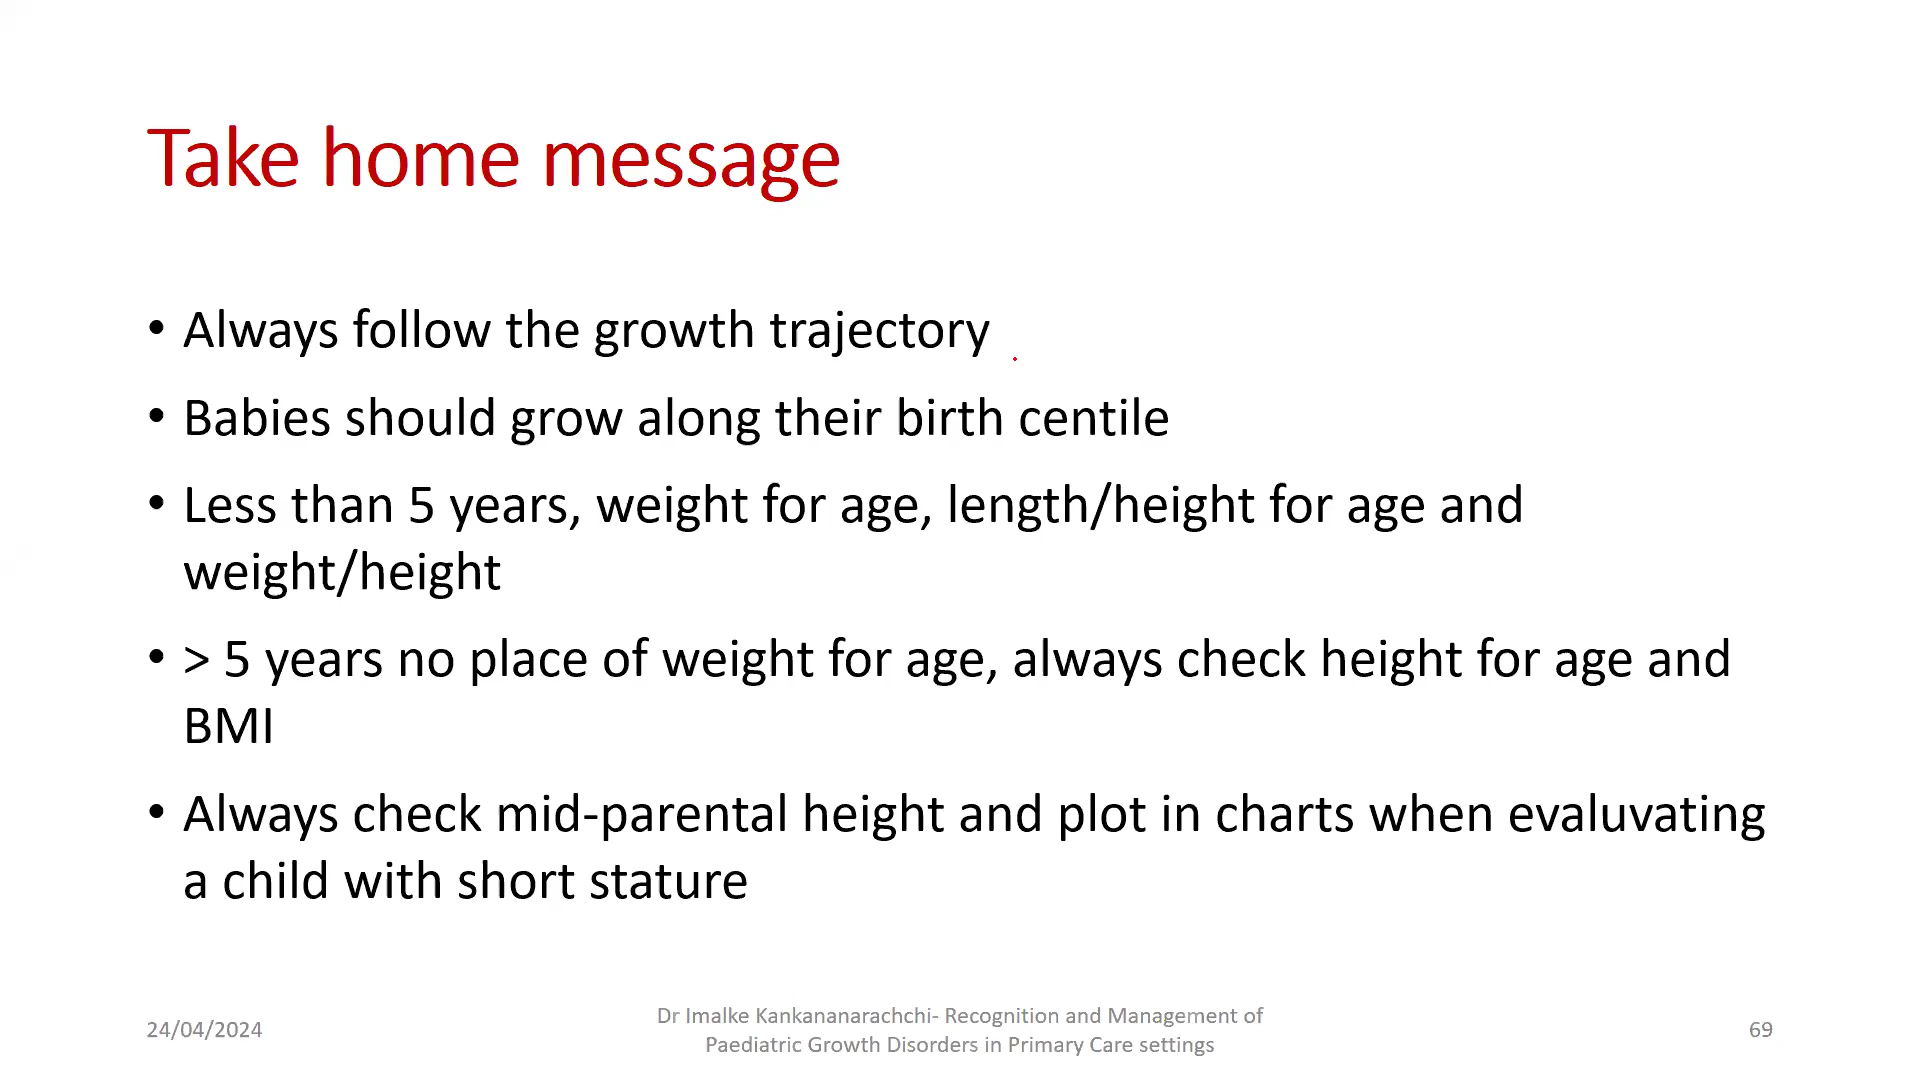 Take home message
• Always follow the growth trajectory
• Babies should grow along their birth centile
• Less than 5 years, weight for age, length/height for age and
weight/height
• > 5 years no place of weight for age, always check height for age and
BMI
• Always check mid-parental height and plot in charts when evaluvating
a child with short stature
24/04/2024
Dr Imalke Kankananarachchi- Recognition and Management of
Paediatric Growth Disorders in Primary Care settings
69